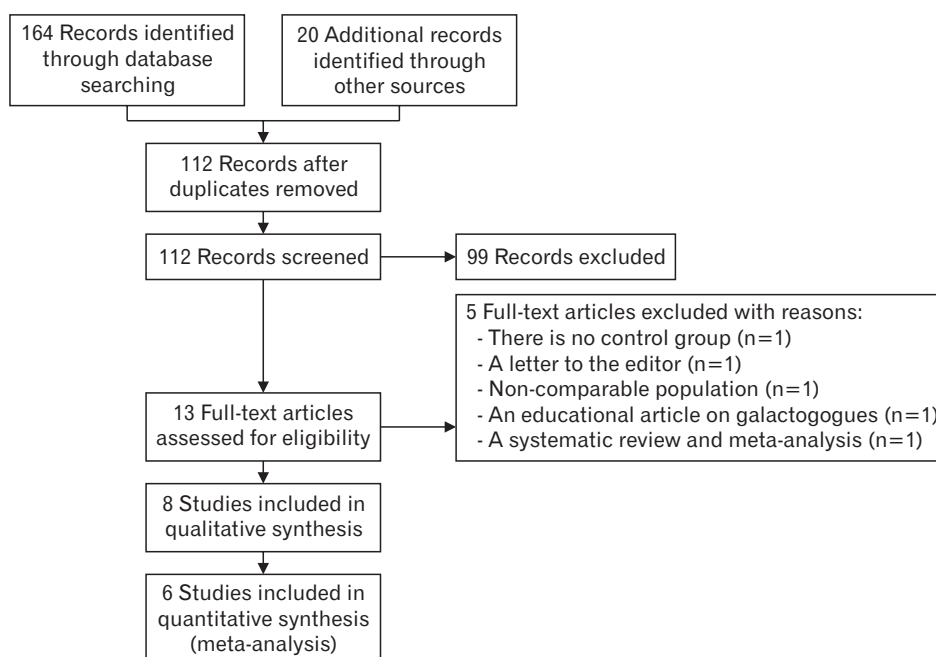 164 Records identified
through database
searching
20 Additional records
identified through
other sources
112 Records after
duplicates removed
112 Records screened
99 Records excluded
5 Full-text articles excluded with reasons:
- There is no control group (n=1)
- A letter to the editor (n=1)
- Non-comparable population (n=1)
- An educational article on galactogogues (n=1)
- A systematic review and meta-analysis (n=1)
13 Full-text articles
assessed for eligibility
8 Studies included in
qualitative synthesis
6 Studies included in
quantitative synthesis
(meta-analysis)